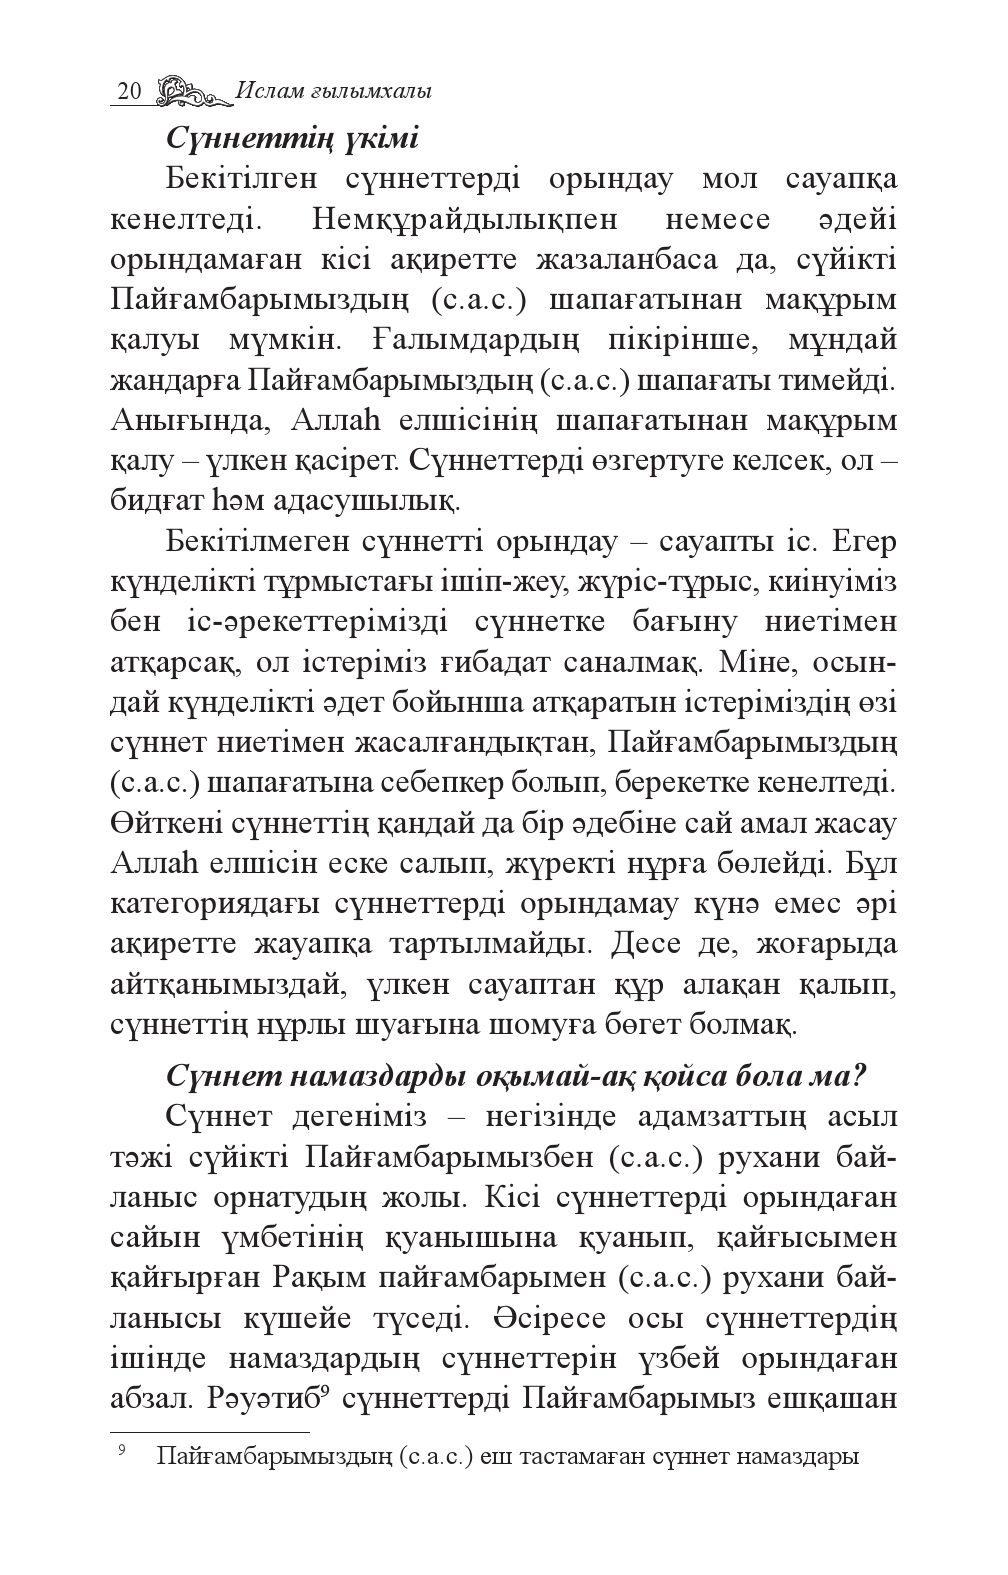 20 Ислам ғылымхалы
Сүннеттің үкімі
Бекітілген сүннеттерді орындау мол сауапқа
кенелтеді. Немқұрайдылықпен немесе әдейі
орындамаған кісі ақиретте жазаланбаса да, сүйікті
Пайғамбарымыздың (с.а.с.) шапағатынан мақұрым
қалуы мүмкін. Ғалымдардың пікірінше, мұндай
жандарға Пайғамбарымыздың (с.а.с.) шапағаты тимейді.
Анығында, Аллаһ елшісінің шапағатынан мақұрым
қалу – үлкен қасірет. Сүннеттерді өзгертуге келсек, ол –
бидғат һәм адасушылық.
Бекітілмеген сүннетті орындау – сауапты іс. Егер
күнделікті тұрмыстағы ішіп-жеу, жүріс-тұрыс, киінуіміз
бен іс-әрекеттерімізді сүннетке бағыну ниетімен
атқарсақ, ол істеріміз ғибадат саналмақ. Міне, осын-
дай күнделікті әдет бойынша атқаратын істеріміздің өзі
сүннет ниетімен жасалғандықтан, Пайғамбарымыздың
(с.а.с.) шапағатына себепкер болып, берекетке кенелтеді.
Өйткені сүннеттің қандай да бір әдебіне сай амал жасау
Аллаһ елшісін еске салып, жүректі нұрға бөлейді. Бұл
категориядағы сүннеттерді орындамау күнә емес әрі
ақиретте жауапқа тартылмайды. Десе де, жоғарыда
айтқанымыздай, үлкен сауаптан құр алақан қалып,
сүннеттің нұрлы шуағына шомуға бөгет болмақ.
Сүннет намаздарды оқымай-ақ қойса бола ма?
Сүннет дегеніміз – негізінде адамзаттың асыл
тәжі сүйікті Пайғамбарымызбен (с.а.с.) рухани бай-
ланыс орнатудың жолы. Кісі сүннеттерді орындаған
сайын үмбетінің қуанышына қуанып, қайғысымен
қайғырған Рақым пайғамбарымен (с.а.с.) рухани бай-
ланысы күшейе түседі. Әсіресе осы сүннеттердің
ішінде намаздардың сүннеттерін үзбей орындаған
абзал. Рәуәтиб⁹ сүннеттерді Пайғамбарымыз ешқашан
9 Пайғамбарымыздың (с.а.с.) еш тастамаған сүннет намаздары